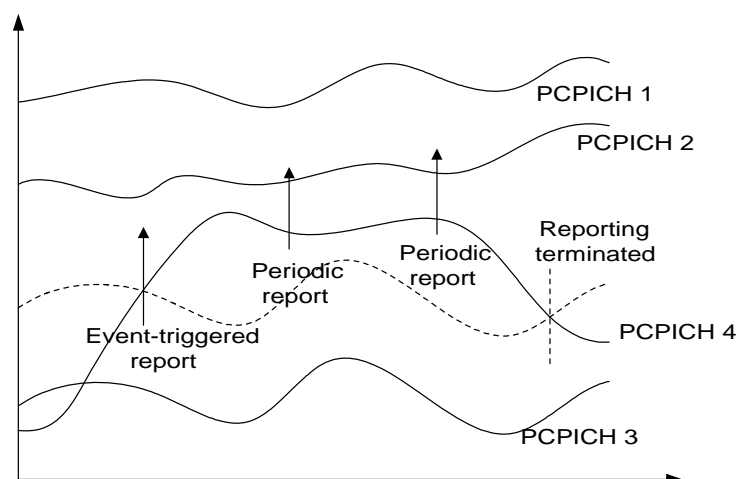 PCPICH 1
PCPICH 2
Reporting
terminated
Periodic
report
Periodic
report
Event-triggered
report
PCPICH 4
PCPICH 3